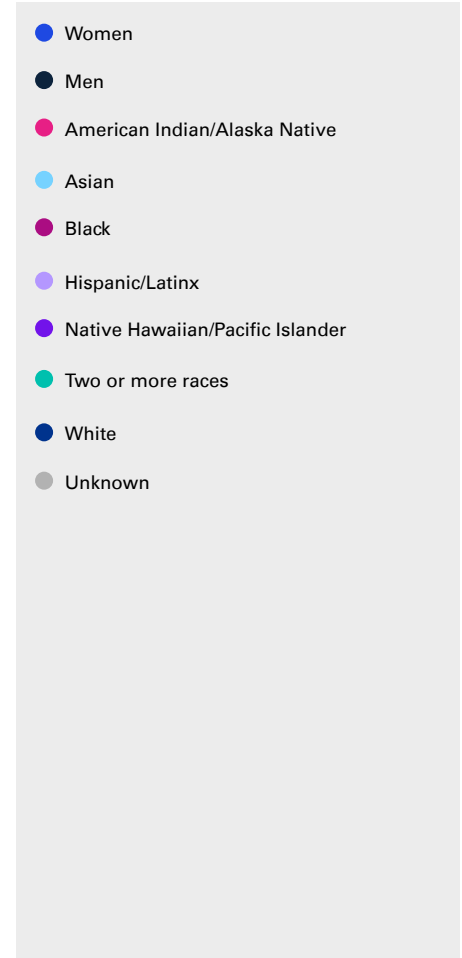 Women
Men
American Indian/Alaska Native
Asian
Black
Hispanic/Latinx
Native Hawaiian/Pacific Islander
Two or more races
White
Unknown